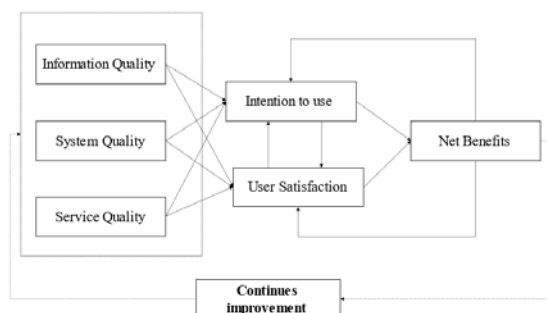 Information Quality
Intention to use
System Quality
Net Benefits
User Satisfaction
Service Quality
Continues
improvement